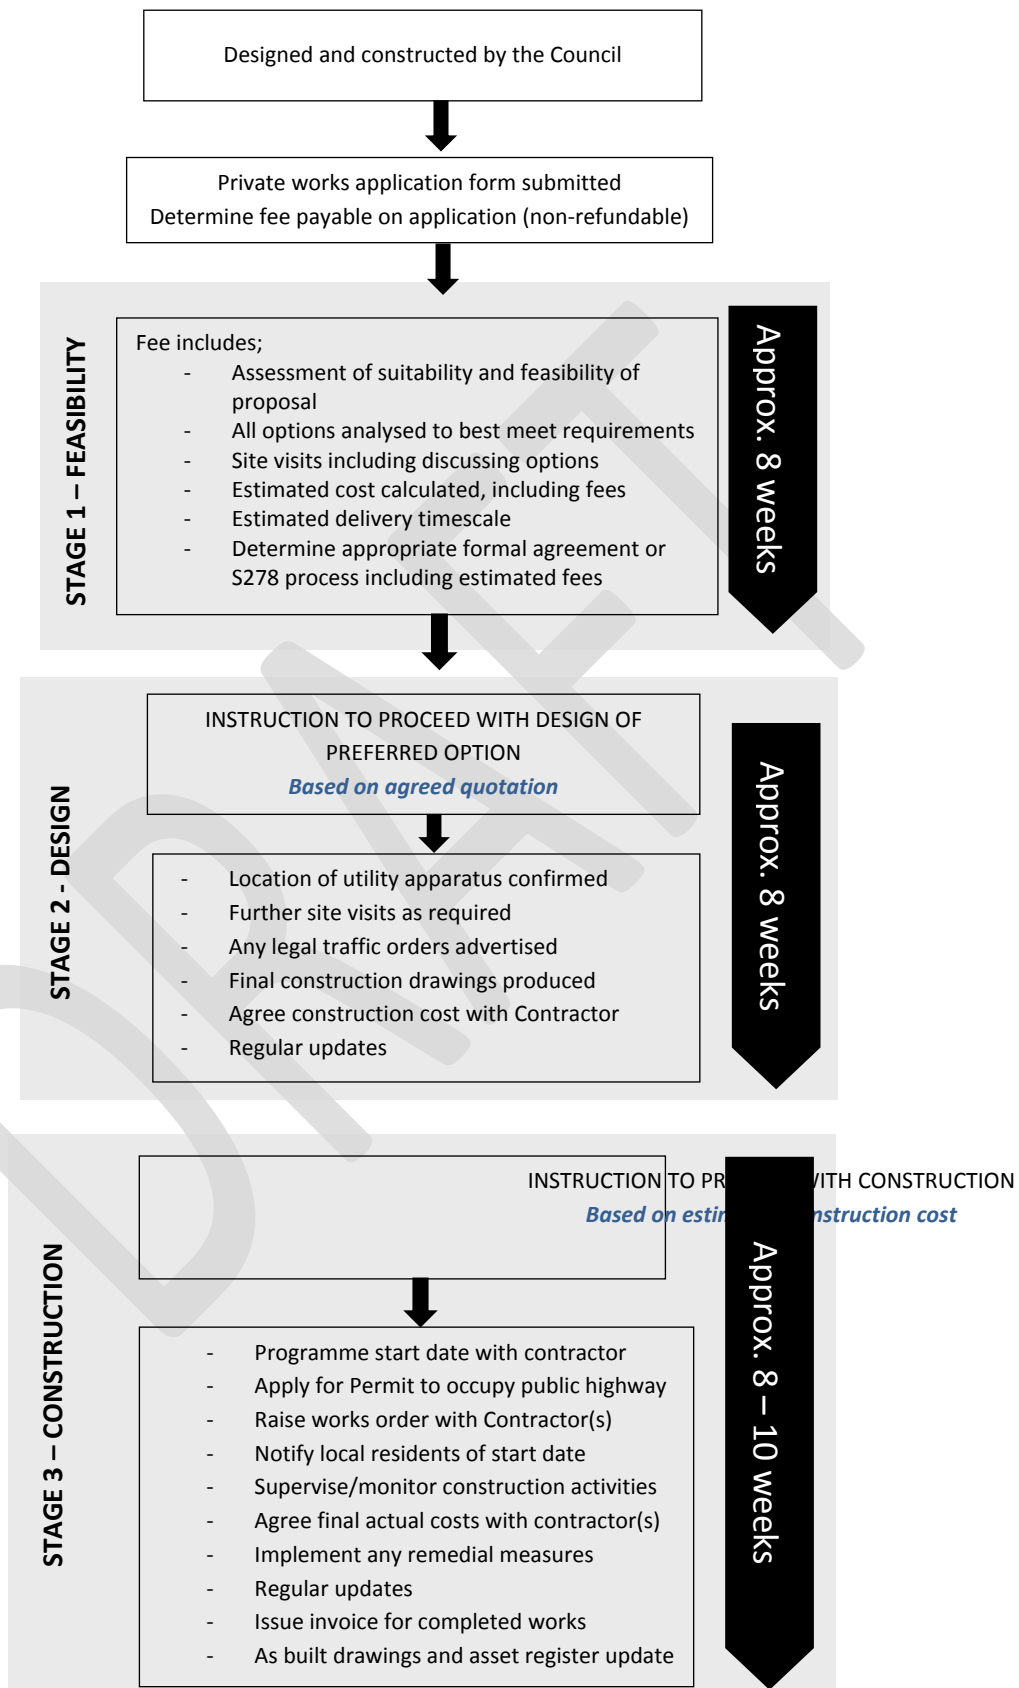 Designed and constructed by the Council
Private works application form submitted
Determine fee payable on application (non-refundable)
STAGE 1 – FEASIBILITY
Fee includes;
- Assessment of suitability and feasibility of
proposal
- All options analysed to best meet requirements
- Site visits including discussing options
- Estimated cost calculated, including fees
- Estimated delivery timescale
- Determine appropriate formal agreement or
S278 process including estimated fees
Approx. 8 weeks
STAGE 2 - DESIGN
INSTRUCTION TO PROCEED WITH DESIGN OF
PREFERRED OPTION
Based on agreed quotation
- Location of utility apparatus confirmed
- Further site visits as required
- Any legal traffic orders advertised
- Final construction drawings produced
- Agree construction cost with Contractor
- Regular updates
Approx. 8 weeks
STAGE 3 – CONSTRUCTION
INSTRUCTION TO PR WITH CONSTRUCTION
Based on cost
- Programme start date with contractor
- Apply for Permit to occupy public highway
- Raise works order with Contractor(s)
- Notify local residents of start date
- Supervise/monitor construction activities
- Agree final actual costs with contractor(s)
- Implement any remedial measures
- Regular updates
- Issue invoice for completed works
- As built drawings and asset register update
Approx. 8 – 10 weeks
DRAFT